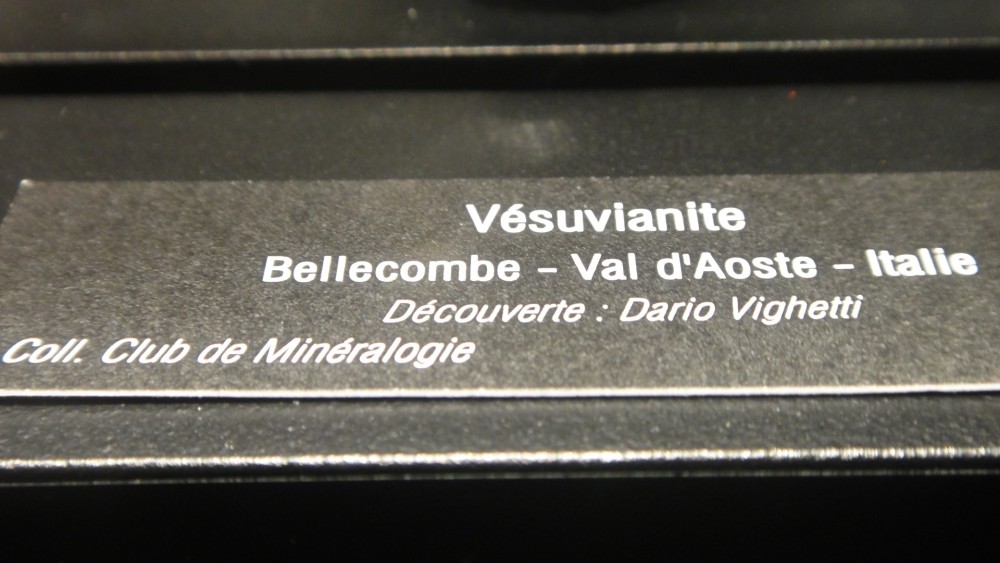 Vésuvianite
Bellecombe - Val d'Aoste - Italie
Découverte : Dario Vighetti
Coll. Club de Minéralogie